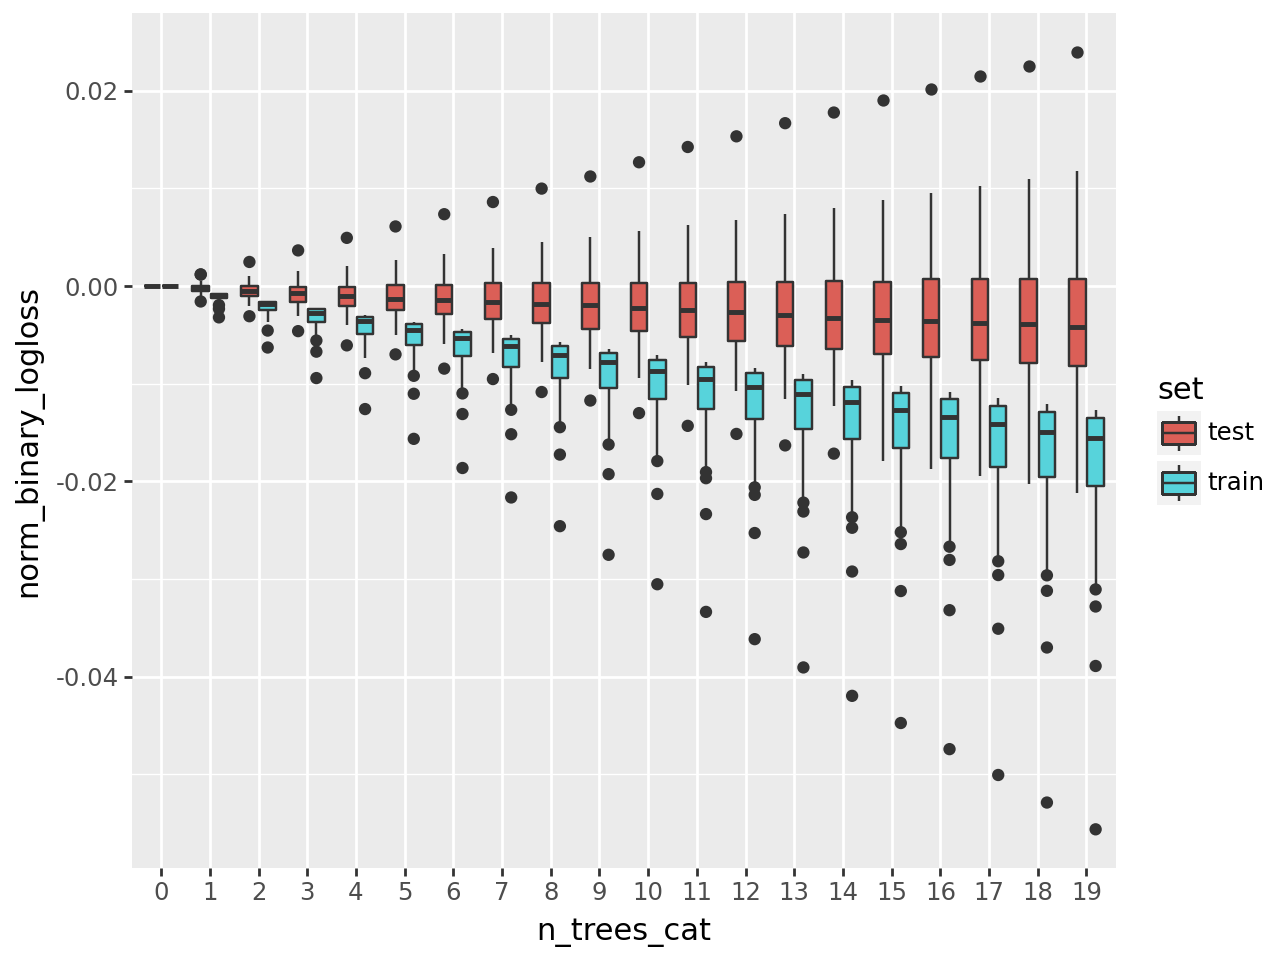 0.02
0.00
-0.02
-0.04
norm_binary_logloss
0 1 2 3 4 5 6 7 8 9 10 11 12 13 14 15 16 17 18 19
n_trees_cat
set
test
train